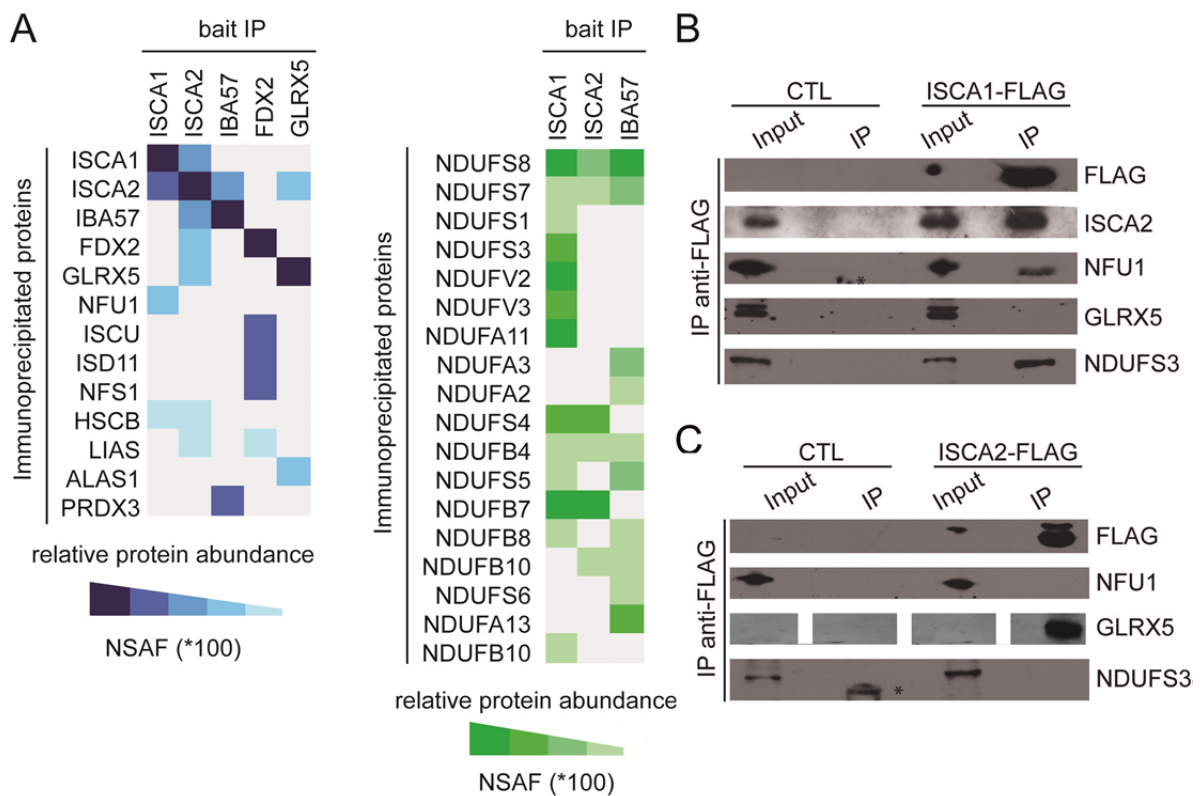 A
bait IP
ISCA1
ISCA2
IBA57
FDX2
GLRX5
Immunoprecipitated proteins
ISCA1
ISCA2
IBA57
FDX2
GLRX5
NFU1
ISCU
ISD11
NFS1
HSCB
LIAS
ALAS1
PRDX3
relative protein abundance
NSAF (*100)
bait IP
ISCA1
ISCA2
IBA57
Immunoprecipitated proteins
NDUFS8
NDUFS7
NDUFS1
NDUFS3
NDUFV2
NDUFV3
NDUFA11
NDUFA3
NDUFA2
NDUFS4
NDUFB4
NDUFS5
NDUFB7
NDUFB8
NDUFB10
NDUFS6
NDUFA13
NDUFB10
relative protein abundance
NSAF (*100)
B
CTL ISCA1-FLAG
Input IP Input IP
IP anti-FLAG
FLAG
ISCA2
* NFU1
GLRX5
NDUFS3
C
CTL ISCA2-FLAG
Input IP Input IP
IP anti-FLAG
FLAG
NFU1
GLRX5
* NDUFS3